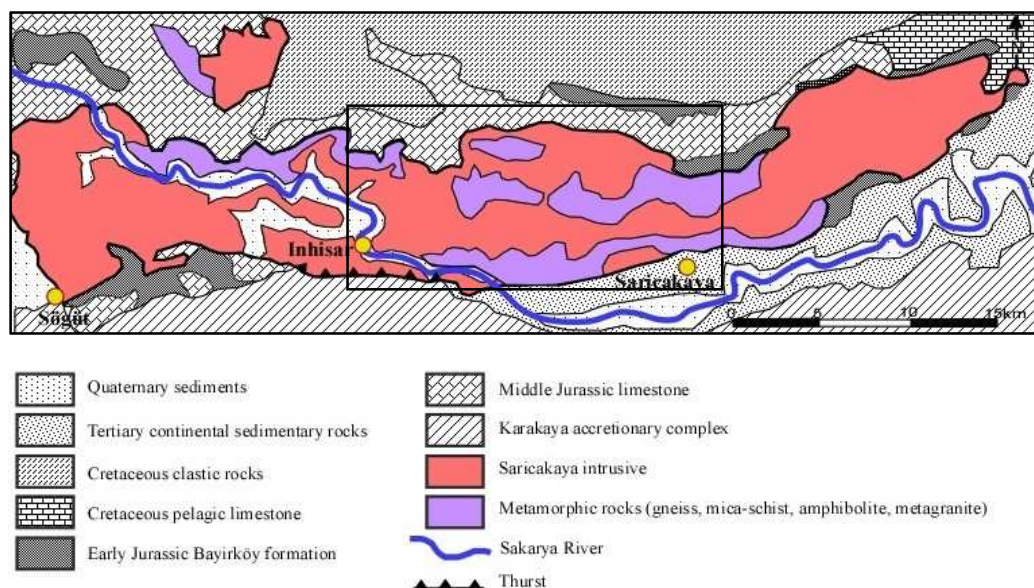 N
Inhisar
Saricakaya
Sögüt
0 5 10 15km
Quaternary sediments
Tertiary continental sedimentary rocks
Cretaceous clastic rocks
Cretaceous pelagic limestone
Early Jurassic Bayirköy formation
Middle Jurassic limestone
Karakaya accretionary complex
Saricakaya intrusive
Metamorphic rocks (gneiss, mica-schist, amphibolite, metagranite)
Sakarya River
Thurst